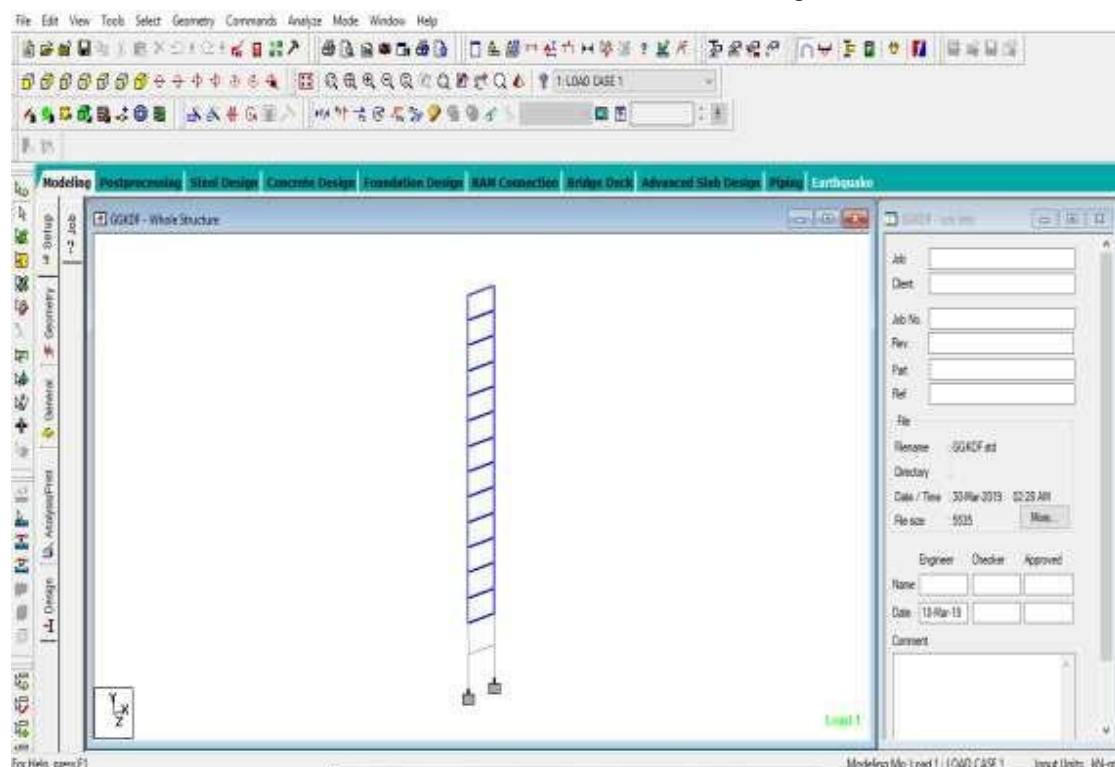 File Edit View Tools Select Geometry Commands Analyze Mode Window Help
1:LOAD CASE 1
Modeling Postprocessing Steel Design Concrete Design Foundation Design RAM Connection Bridge Deck Advanced Slab Design Piping Earthquake
Setup
Geometry
General
Analysis/Print
Design
Job
GGKDF - Whole Structure
Y
X
Z
Load 1
GGKDF -
Job
Client
Job No.
Rev
Part
Ref
File
Filename GGKDF.std
Directory
Date / Time 30-Mar-2019 02:28 AM
File size 5535 More...
Engineer Checker Approved
Name
Date 10-Mar-19
Comment
For Help, press F1
Modeling Mo Load 1 : LOAD CASE 1 Input Units: kN-m